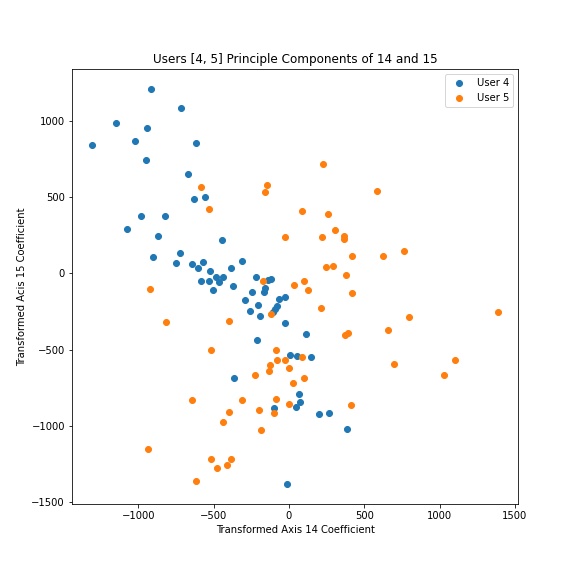 Users [4, 5] Principle Components of 14 and 15
User 4
User 5
1000
500
0
−500
−1000
−1500
Transformed Acis 15 Coefficient
−1000
−500
0
500
1000
1500
Transformed Axis 14 Coefficient